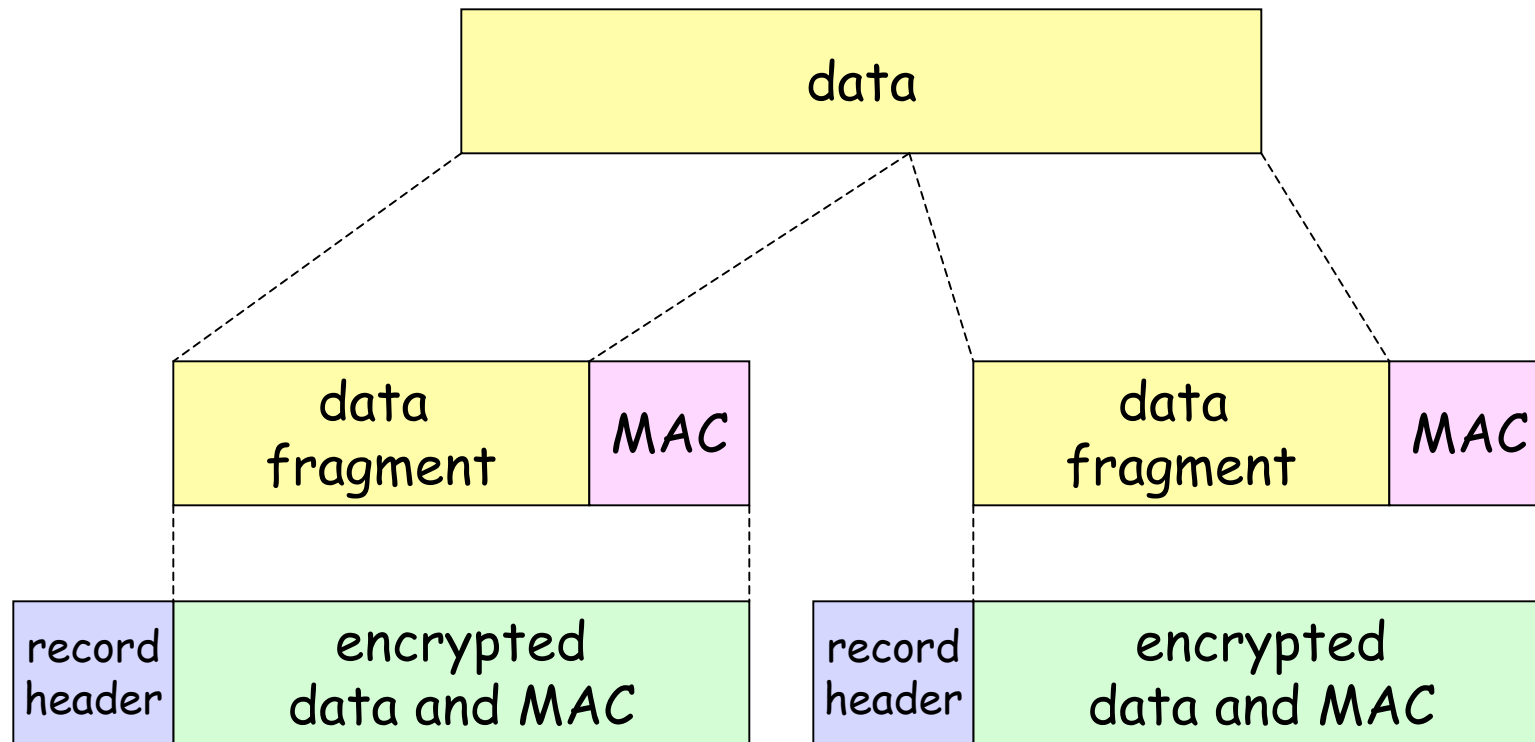 data
data
fragment
MAC
data
fragment
MAC
record
header
encrypted
data and MAC
record
header
encrypted
data and MAC